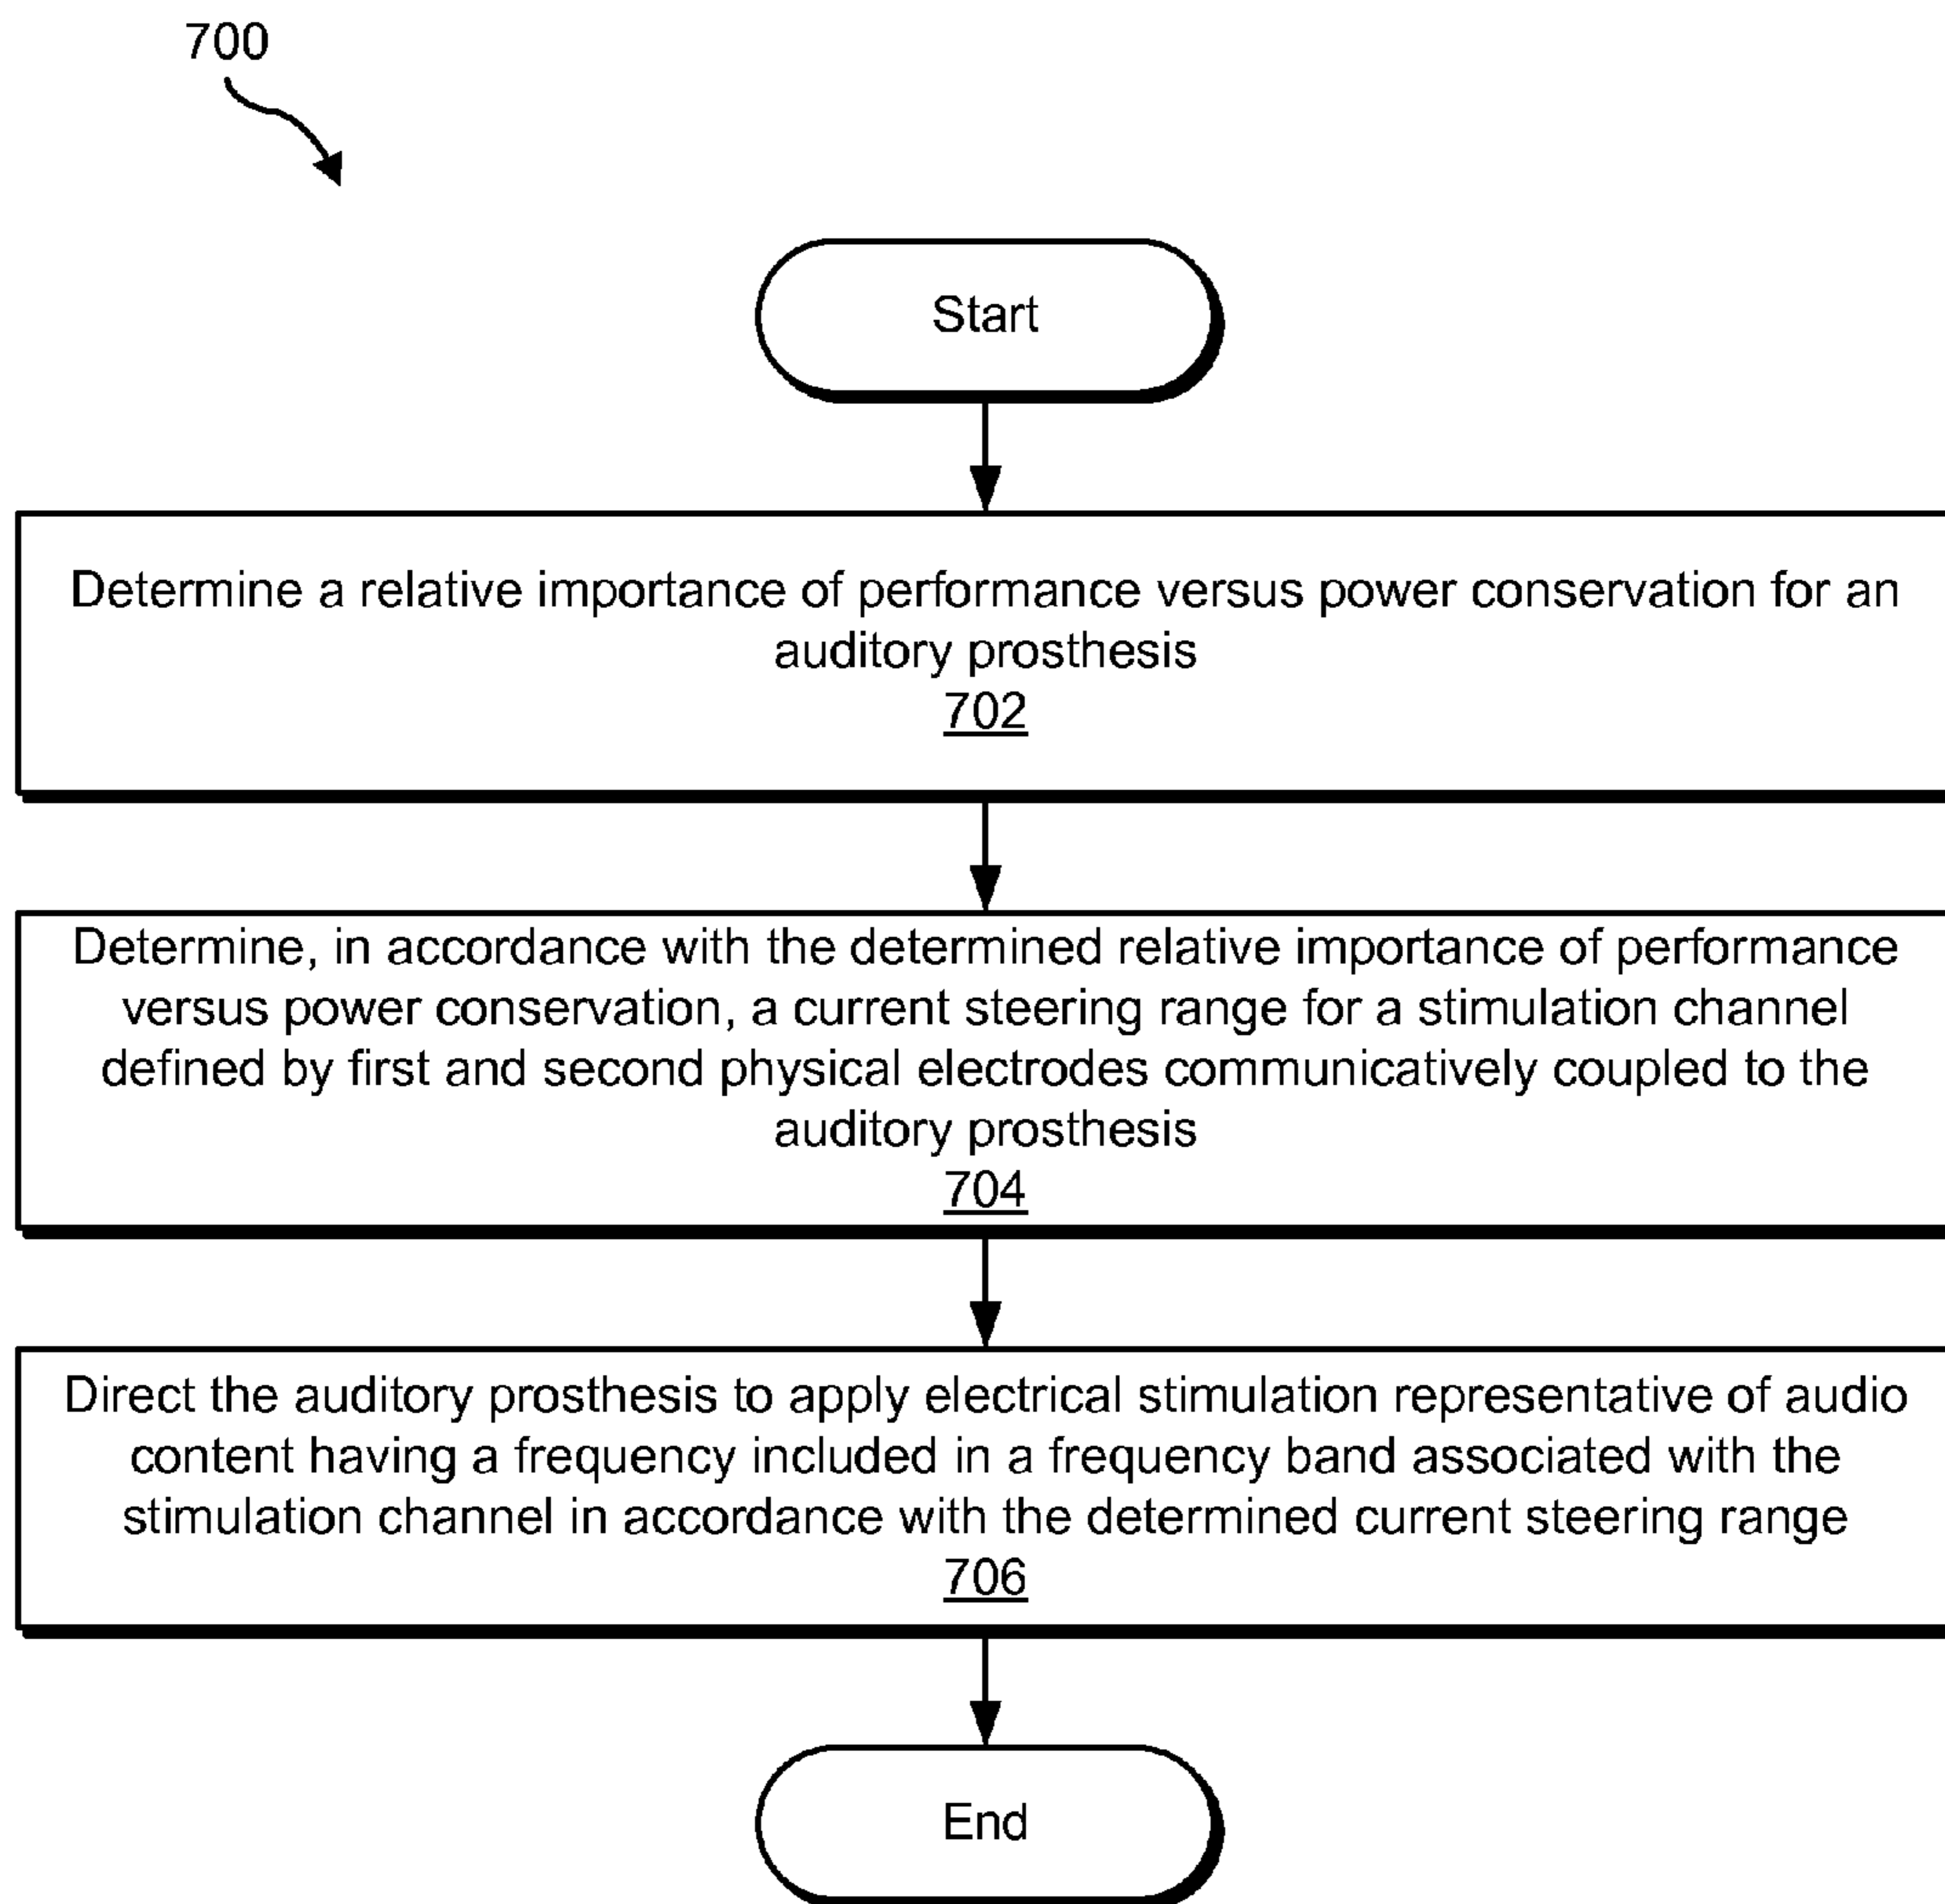 700
Start
Determine a relative importance of performance versus power conservation for an
auditory prosthesis
702
Determine, in accordance with the determined relative importance of performance
versus power conservation, a current steering range for a stimulation channel
defined by first and second physical electrodes communicatively coupled to the
auditory prosthesis
704
Direct the auditory prosthesis to apply electrical stimulation representative of audio
content having a frequency included in a frequency band associated with the
stimulation channel in accordance with the determined current steering range
706
End